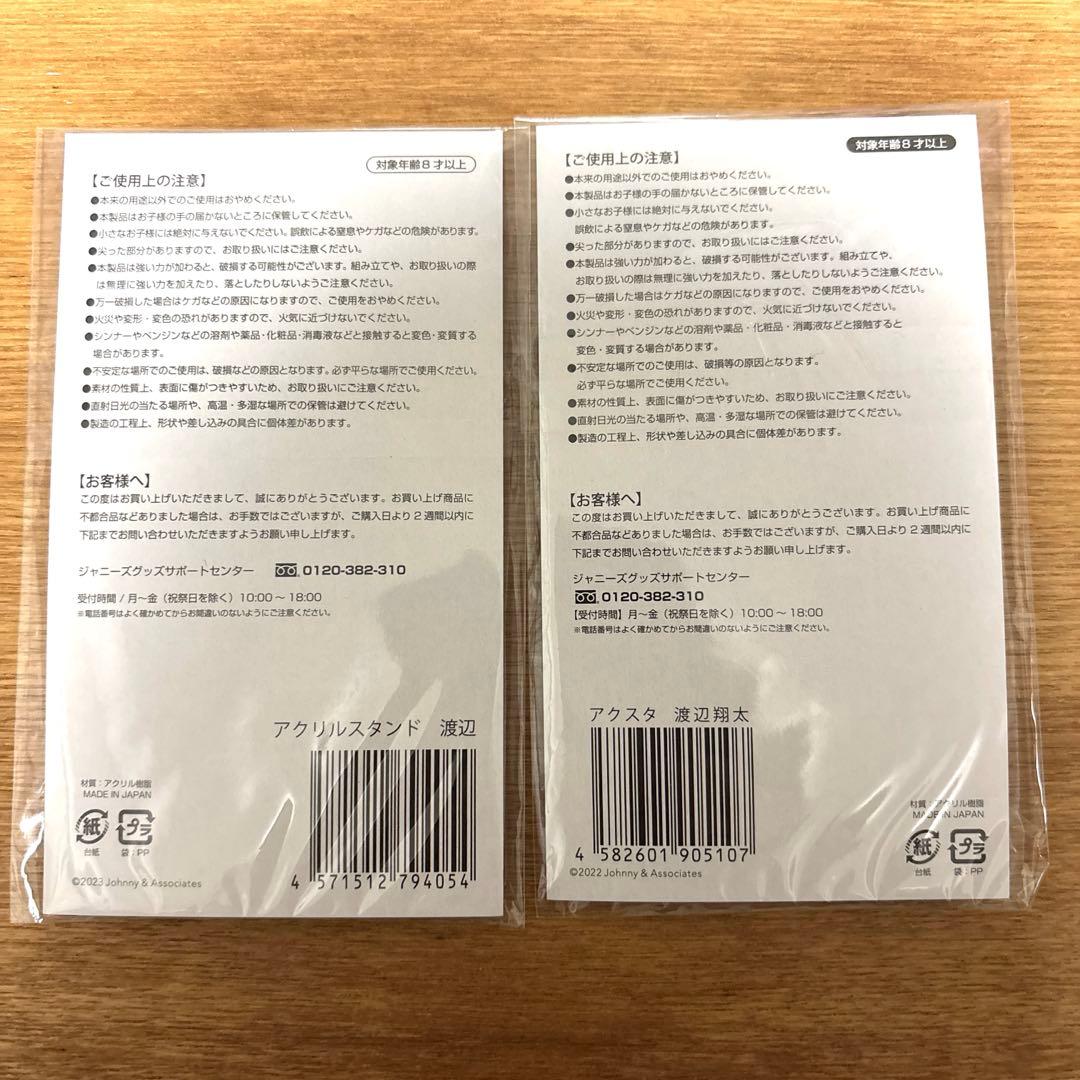 対象年齢8才以上
【ご使用上の注意】
●本来の用途以外でのご使用はおやめください。
●本製品はお子様の手の届かないところに保管してください。
●小さなお子様には絶対に与えないでください。誤飲による窒息やケガなどの危険があります。
●尖った部分がありますので、お取り扱いにはご注意ください。
●本製品は強い力が加わると、破損する可能性がございます。組み立てや、お取り扱いの際
は無理に強い力を加えたり、落としたりしないようご注意ください。
●万一破損した場合はケガなどの原因になりますので、ご使用をおやめください。
●火災や変形・変色の恐れがありますので、火気に近づけないでください。
●シンナーやベンジンなどの溶剤や薬品・化粧品・消毒液などと接触すると変色・変質する
場合があります。
●不安定な場所でのご使用は、破損などの原因となります。必ず平らな場所でご使用ください。
●素材の性質上、表面に傷がつきやすいため、お取り扱いにご注意ください。
●直射日光の当たる場所や、高温・多湿な場所での保管は避けてください。
●製造の工程上、形状や差し込みの具合に個体差があります。
【お客様へ】
この度はお買い上げいただきまして、誠にありがとうございます。お買い上げ商品に
不都合品などありました場合は、お手数ではございますが、ご購入日より2週間以内に
下記までお問い合わせいただきますようお願い申し上げます。
ジャニーズグッズサポートセンター 0120-382-310
受付時間/月〜金(祝祭日を除く)10:00〜18:00
※電話番号はよく確かめてからお間違いのないようにご注意ください。
アクリルスタンド 渡辺
材質:アクリル樹脂
MADE IN JAPAN
紙 プラ
台紙 袋:PP
©2023 Johnny & Associates
4 571512 794054
対象年齢8才以上
【ご使用上の注意】
●本来の用途以外でのご使用はおやめください。
●本製品はお子様の手の届かないところに保管してください。
●小さなお子様には絶対に与えないでください。
誤飲による窒息やケガなどの危険があります。
●尖った部分がありますので、お取り扱いにはご注意ください。
●本製品は強い力が加わると、破損する可能性がございます。組み立てや、
お取り扱いの際は無理に強い力を加えたり、落としたりしないようご注意ください。
●万一破損した場合はケガなどの原因になりますので、ご使用をおやめください。
●火災や変形・変色の恐れがありますので、火気に近づけないでください。
●シンナーやベンジンなどの溶剤や薬品・化粧品・消毒液などと接触すると
変色・変質する場合があります。
●不安定な場所でのご使用は、破損等の原因となります。
必ず平らな場所でご使用ください。
●素材の性質上、表面に傷がつきやすいため、お取り扱いにご注意ください。
●直射日光の当たる場所や、高温・多湿な場所での保管は避けてください。
●製造の工程上、形状や差し込みの具合に個体差があります。
【お客様へ】
この度はお買い上げいただきまして、誠にありがとうございます。お買い上げ商品に
不都合品などありました場合は、お手数ではございますが、ご購入日より2週間以内に
下記までお問い合わせいただきますようお願い申し上げます。
ジャニーズグッズサポートセンター
0120-382-310
【受付時間】月〜金(祝祭日を除く)10:00〜18:00
※電話番号はよく確かめてからお間違いのないようにご注意ください。
アクスタ 渡辺翔太
4 582601 905107
©2022 Johnny & Associates
材質:アクリル樹脂
MADE IN JAPAN
紙 プラ
台紙 袋:PP